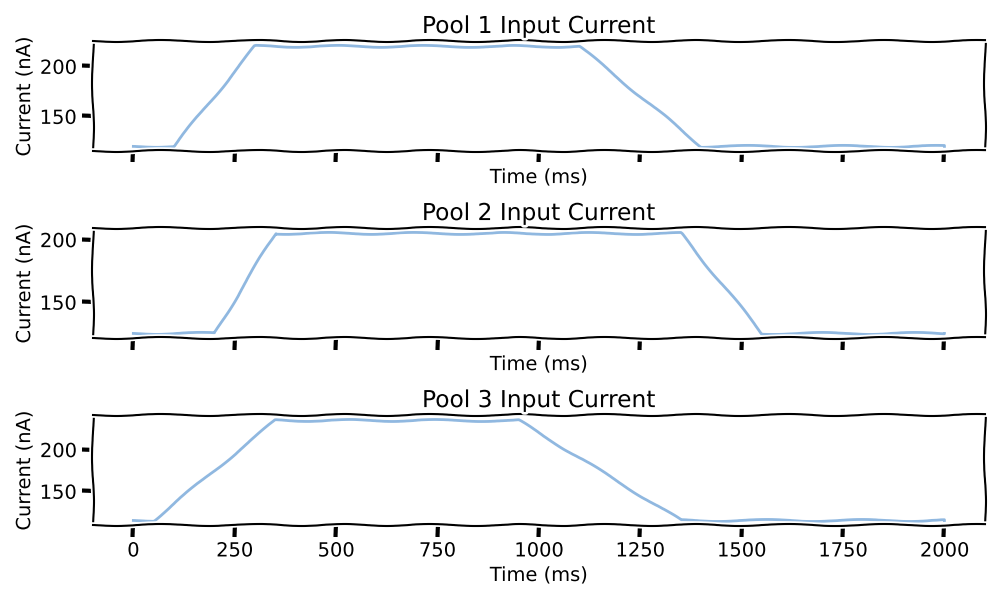 Pool 1 Input Current
Current (nA)
200
150
Time (ms)
Pool 2 Input Current
Current (nA)
200
150
Time (ms)
Pool 3 Input Current
Current (nA)
200
150
0 250 500 750 1000 1250 1500 1750 2000
Time (ms)